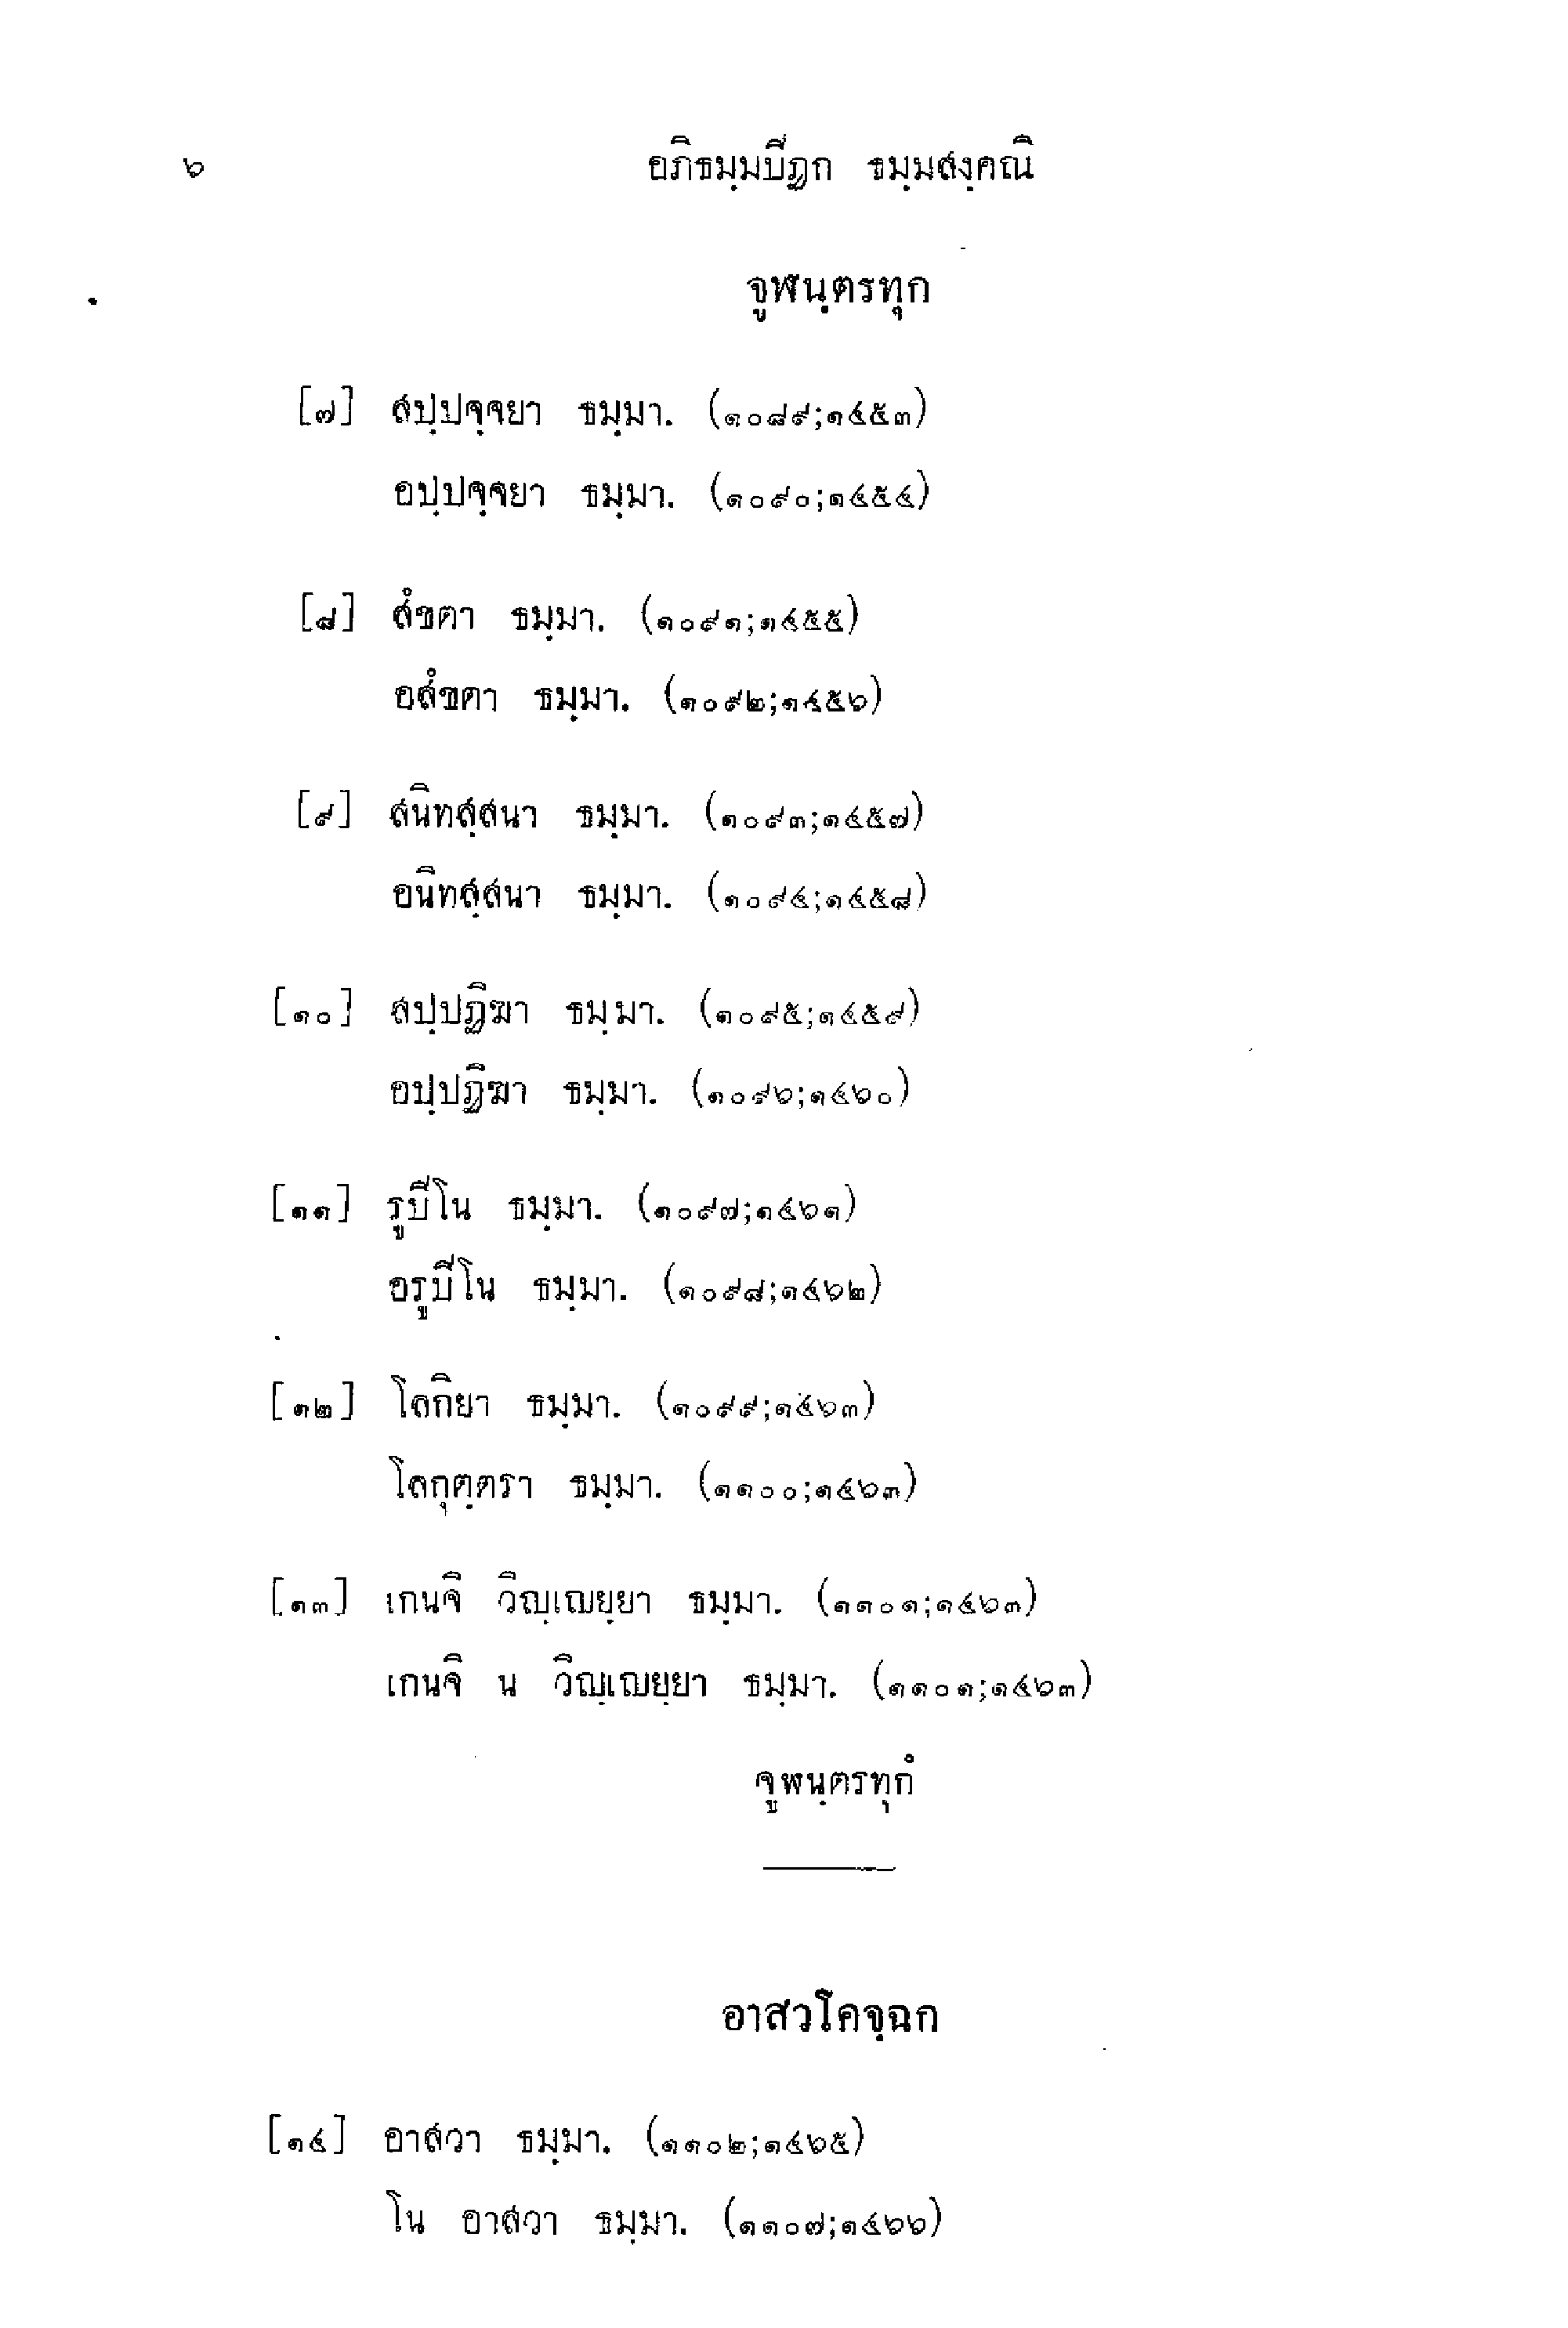 ๖ อภิธมฺมปิฏก ธมฺมสงฺคณิ
จูฬนฺตรทุก
[๗] สปฺปจฺจยา ธมฺมา. (๑๐๘๙;๑๔๕๓)
อปฺปจฺจยา ธมฺมา. (๑๐๙๐;๑๔๕๔)
[๘] สํขตา ธมฺมา. (๑๐๙๑;๑๔๕๕)
อสํขตา ธมฺมา. (๑๐๙๒;๑๔๕๖)
[๙] สนิทสฺสนา ธมฺมา. (๑๐๙๓;๑๔๕๗)
อนิทสฺสนา ธมฺมา. (๑๐๙๔;๑๔๕๘)
[๑๐] สปฺปฏิฆา ธมฺมา. (๑๐๙๕;๑๔๕๙)
อปฺปฏิฆา ธมฺมา. (๑๐๙๖;๑๔๖๐)
[๑๑] รูปิโน ธมฺมา. (๑๐๙๗;๑๔๖๑)
อรูปิโน ธมฺมา. (๑๐๙๘;๑๔๖๒)
[๑๒] โลกิยา ธมฺมา. (๑๐๙๙;๑๔๖๓)
โลกุตฺตรา ธมฺมา. (๑๑๐๐;๑๔๖๓)
[๑๓] เกนจิ วิญฺเญยฺยา ธมฺมา. (๑๑๐๑;๑๔๖๓)
เกนจิ น วิญฺเญยฺยา ธมฺมา. (๑๑๐๑;๑๔๖๓)
จูฬนฺตรทุกํ
อาสวโคจฺฉก
[๑๔] อาสวา ธมฺมา. (๑๑๐๒;๑๔๖๕)
โน อาสวา ธมฺมา. (๑๑๐๗;๑๔๖๖)